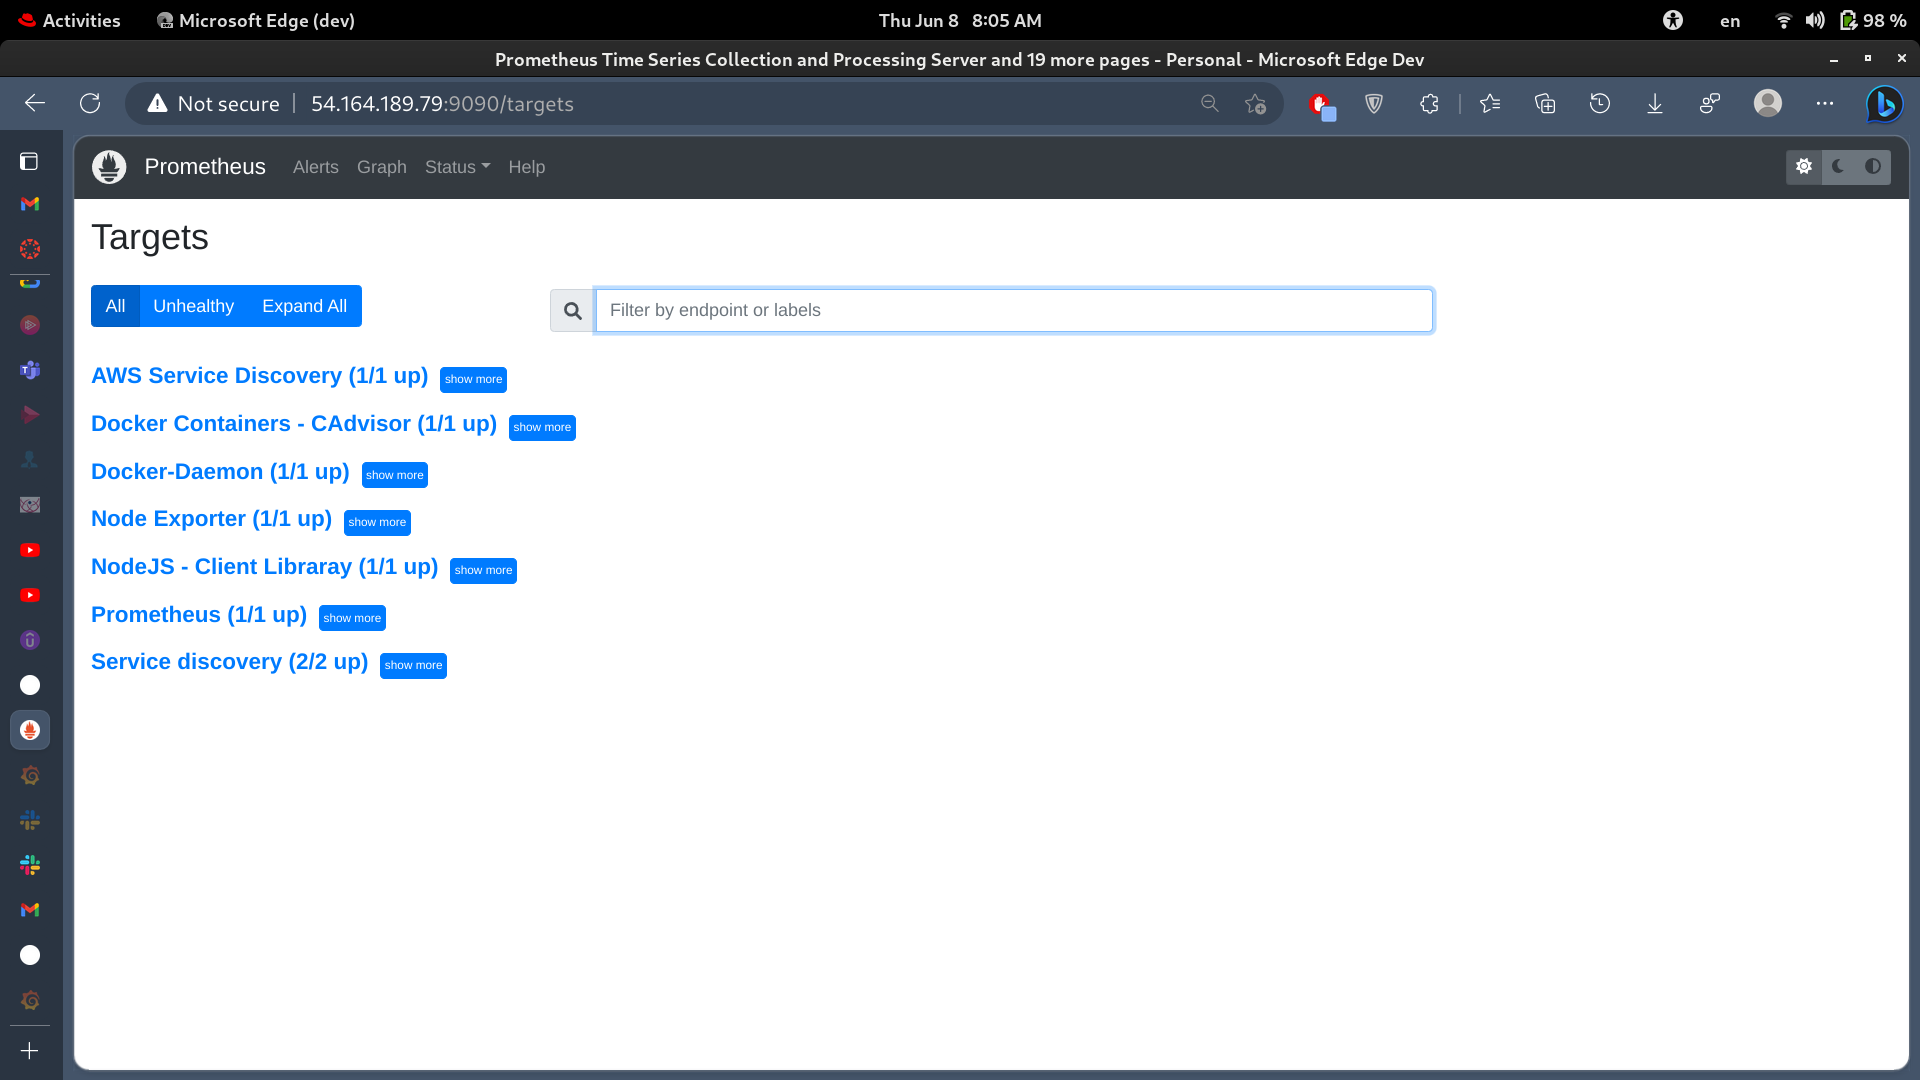 Activities Microsoft Edge (dev) Thu Jun 8 8:05 AM en 98 %
Prometheus Time Series Collection and Processing Server and 19 more pages - Personal - Microsoft Edge Dev
Not secure 54.164.189.79:9090/targets
Prometheus Alerts Graph Status Help
Targets
All Unhealthy Expand All Filter by endpoint or labels
AWS Service Discovery (1/1 up) show more
Docker Containers - CAdvisor (1/1 up) show more
Docker-Daemon (1/1 up) show more
Node Exporter (1/1 up) show more
NodeJS - Client Libraray (1/1 up) show more
Prometheus (1/1 up) show more
Service discovery (2/2 up) show more